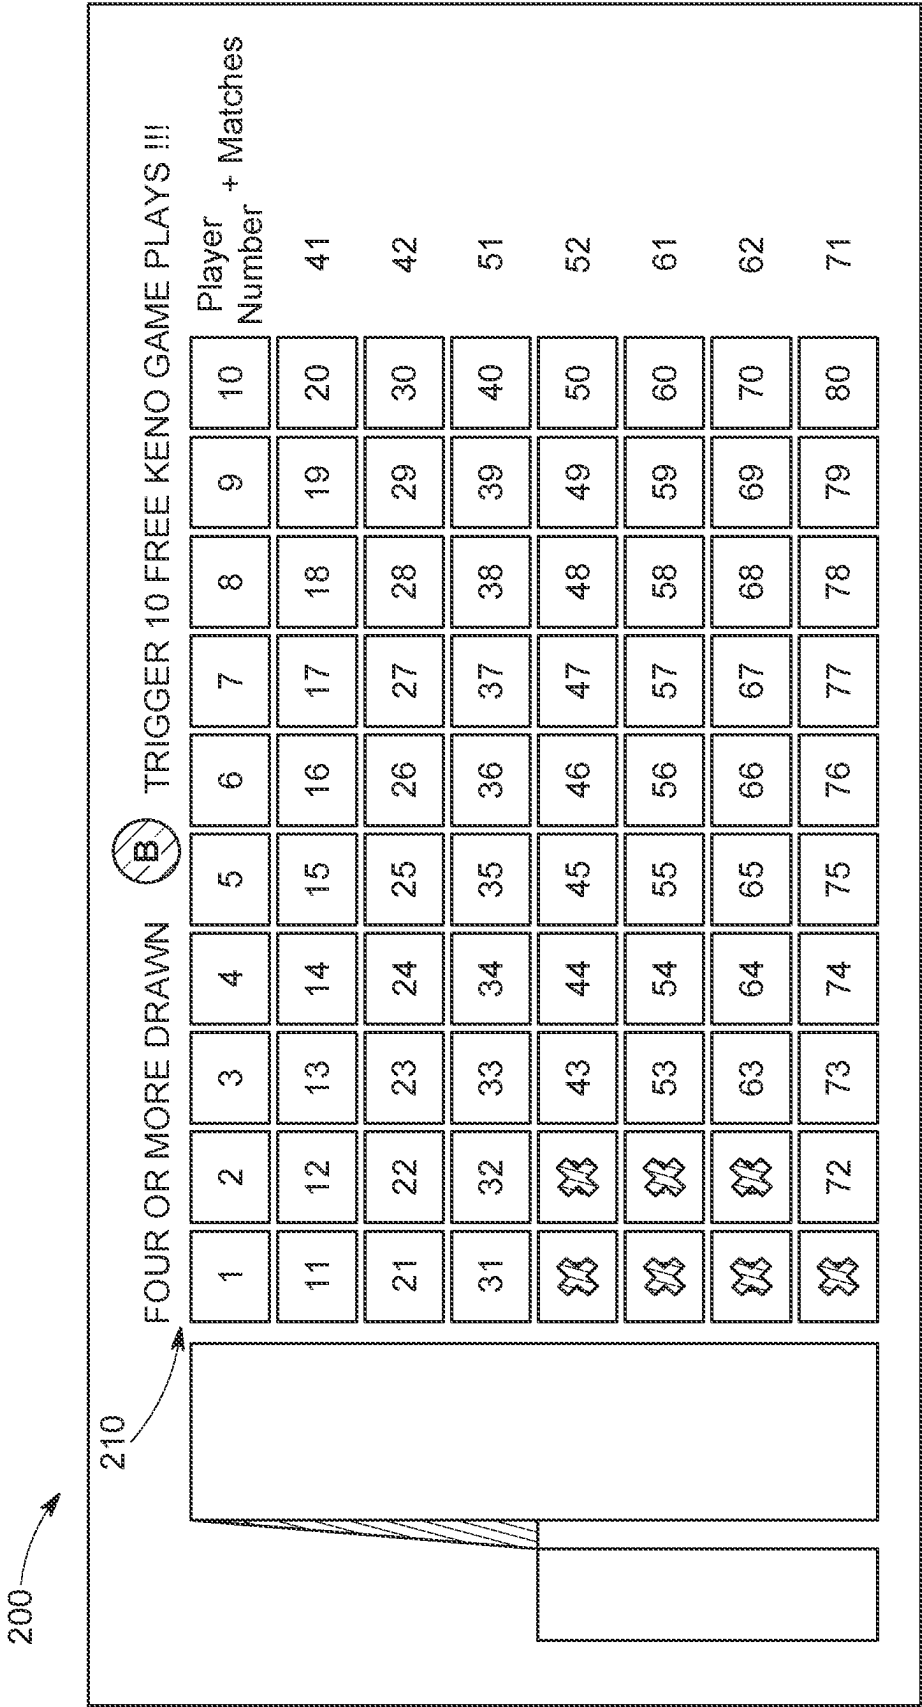 200
210
FOUR OR MORE DRAWN B TRIGGER 10 FREE KENO GAME PLAYS !!!
1 2 3 4 5 6 7 8 9 10 Player Number + Matches
11 12 13 14 15 16 17 18 19 20 41
21 22 23 24 25 26 27 28 29 30 42
31 32 33 34 35 36 37 38 39 40 51
43 44 45 46 47 48 49 50 52
53 54 55 56 57 58 59 60 61
63 64 65 66 67 68 69 70 62
72 73 74 75 76 77 78 79 80 71